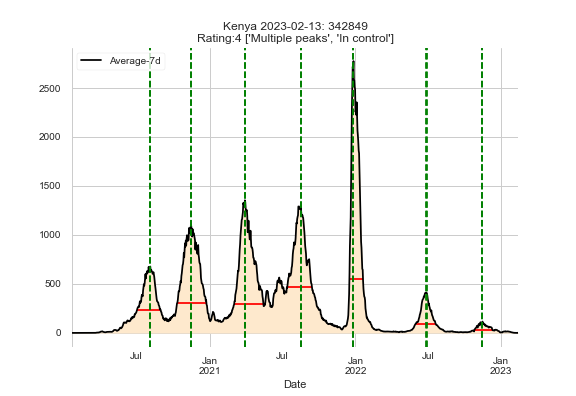 Kenya 2023-02-13: 342849
Rating:4 ['Multiple peaks', 'In control']
Average-7d
2500
2000
1500
1000
500
0
Jul
Jan
2021
Jul
Jan
2022
Jul
Jan
2023
Date